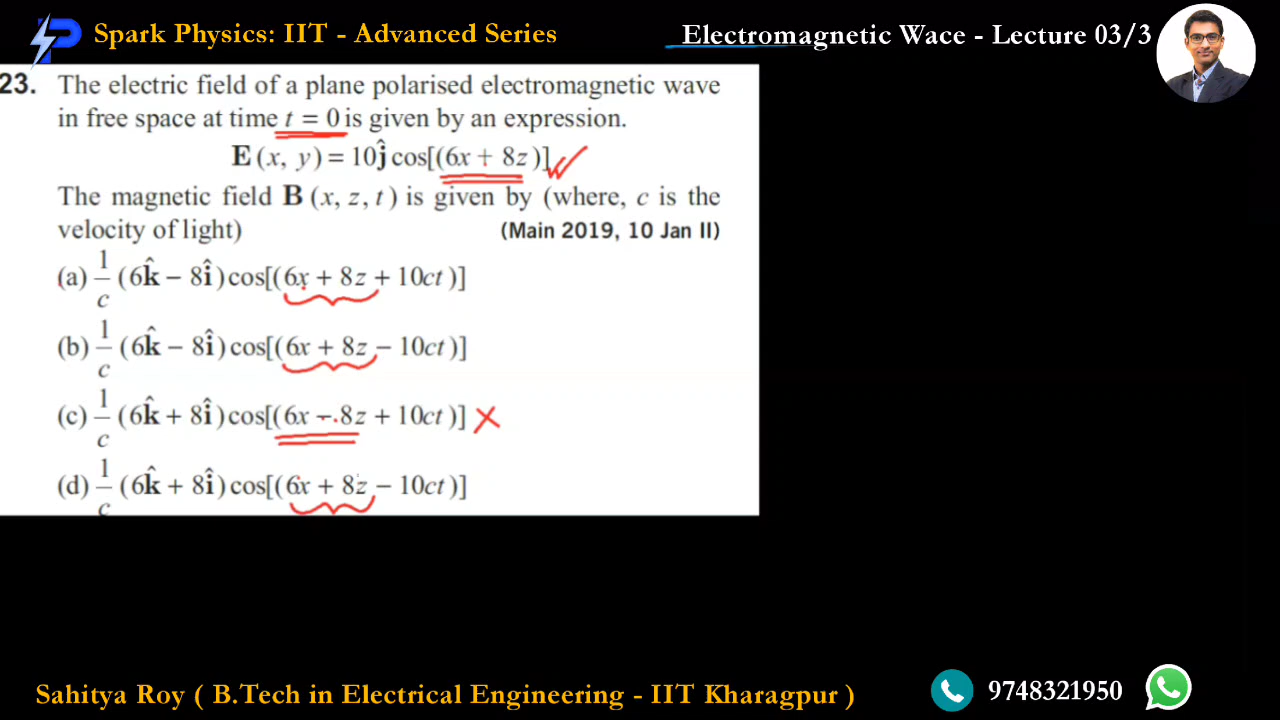 Spark Physics: IIT - Advanced Series
Electromagnetic Wace - Lecture 03/3
23. The electric field of a plane polarised electromagnetic wave
in free space at time t = 0 is given by an expression.
E (x, y) = 10ĵ cos[(6x + 8z )]
The magnetic field B (x, z, t ) is given by (where, c is the
velocity of light) (Main 2019, 10 Jan II)
(a) 1/c (6k̂ − 8î ) cos[(6x + 8z + 10ct )]
(b) 1/c (6k̂ − 8î ) cos[(6x + 8z − 10ct )]
(c) 1/c (6k̂ + 8î ) cos[(6x − 8z + 10ct )]
(d) 1/c (6k̂ + 8î ) cos[(6x + 8z − 10ct )]
Sahitya Roy ( B.Tech in Electrical Engineering - IIT Kharagpur )
9748321950